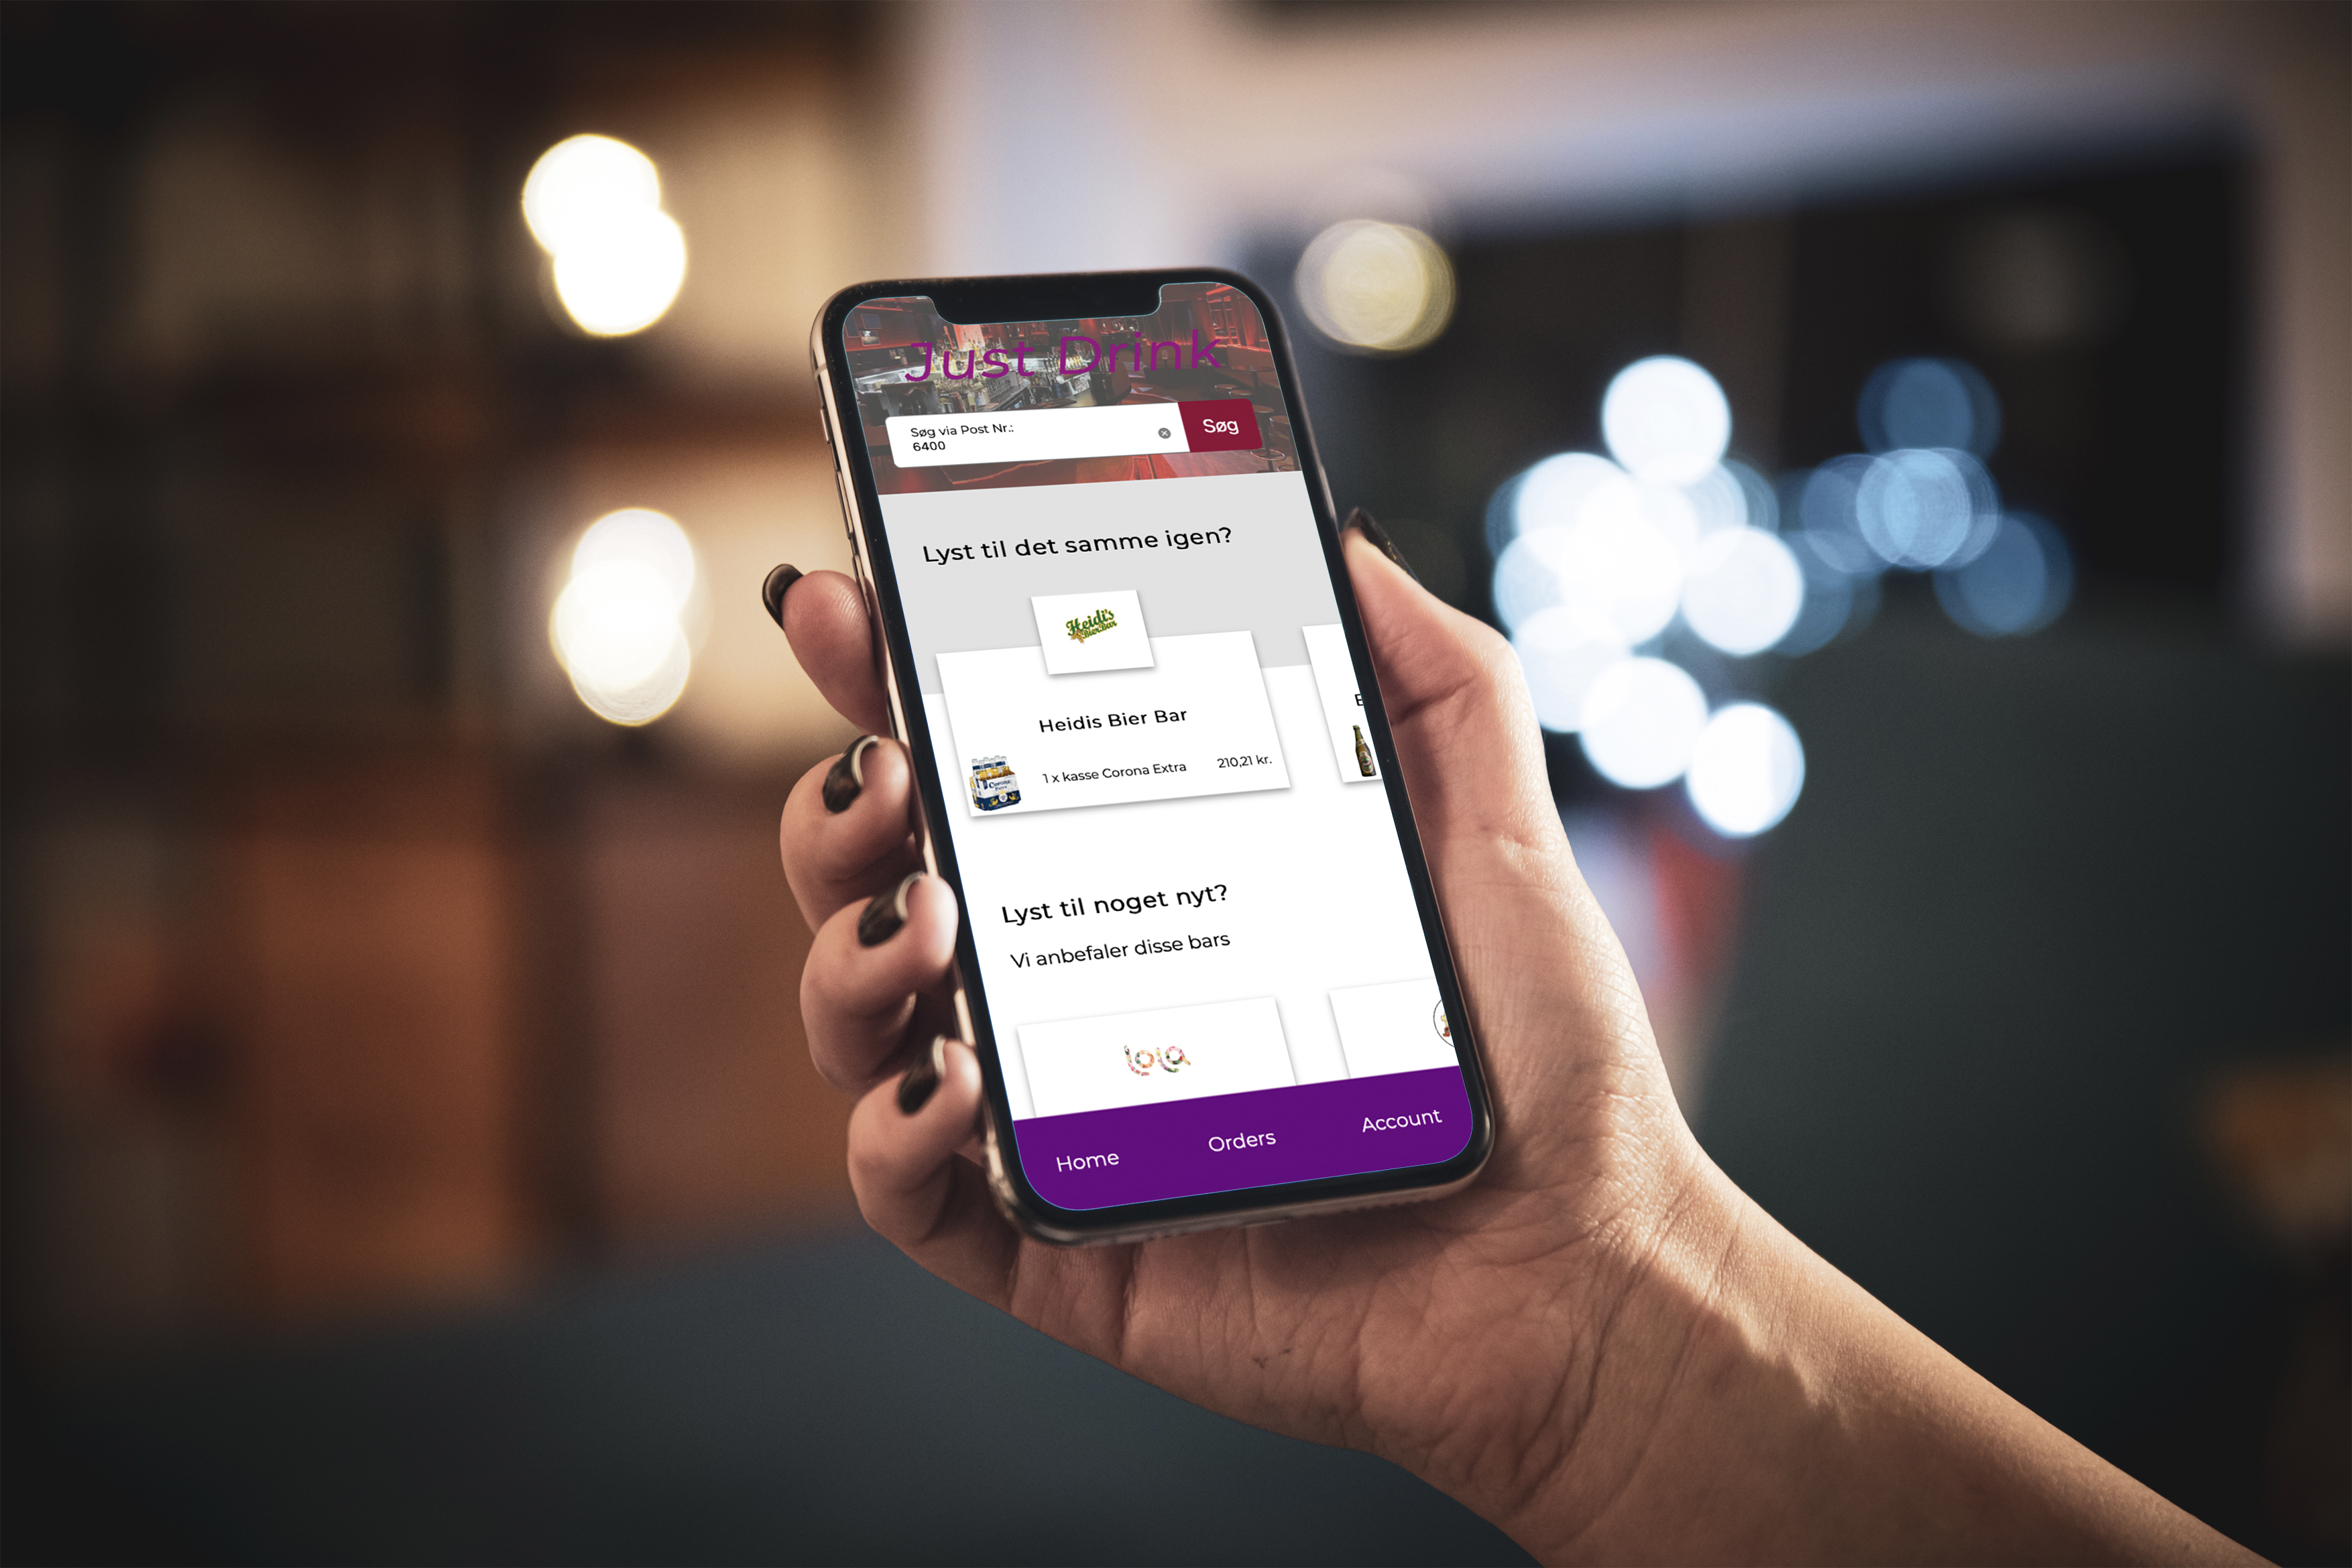 Just Drink
Søg via Post Nr.:
6400
Søg
Lyst til det samme igen?
Heidi's
Bier Bar
Heidis Bier Bar
1 x kasse Corona Extra 210,21 kr.
Corona
Extra
Lyst til noget nyt?
Vi anbefaler disse bars
lola
Home Orders Account